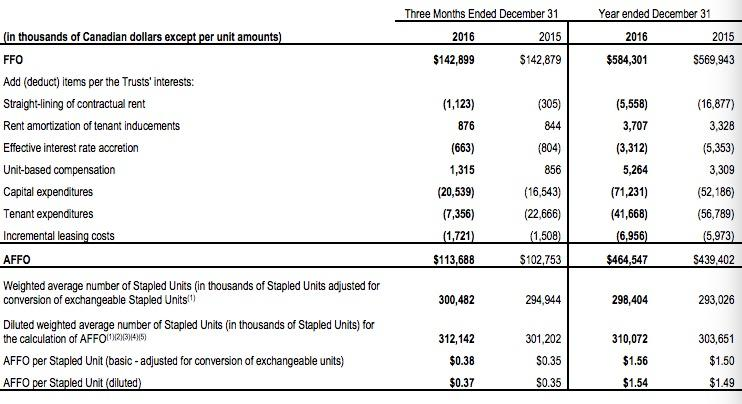 Three Months Ended December 31 Year ended December 31
(in thousands of Canadian dollars except per unit amounts) 2016 2015 2016 2015
FFO $142,899 $142,879 $584,301 $569,943
Add (deduct) items per the Trusts' interests:
Straight-lining of contractual rent (1,123) (305) (5,558) (16,877)
Rent amortization of tenant inducements 876 844 3,707 3,328
Effective interest rate accretion (663) (804) (3,312) (5,353)
Unit-based compensation 1,315 856 5,264 3,309
Capital expenditures (20,539) (16,543) (71,231) (52,186)
Tenant expenditures (7,356) (22,666) (41,668) (56,789)
Incremental leasing costs (1,721) (1,508) (6,956) (5,973)
AFFO $113,688 $102,753 $464,547 $439,402
Weighted average number of Stapled Units (in thousands of Stapled Units adjusted for
conversion of exchangeable Stapled Units(1) 300,482 294,944 298,404 293,026
Diluted weighted average number of Stapled Units (in thousands of Stapled Units) for
the calculation of AFFO(1)(2)(3)(4)(5) 312,142 301,202 310,072 303,651
AFFO per Stapled Unit (basic - adjusted for conversion of exchangeable units) $0.38 $0.35 $1.56 $1.50
AFFO per Stapled Unit (diluted) $0.37 $0.35 $1.54 $1.49